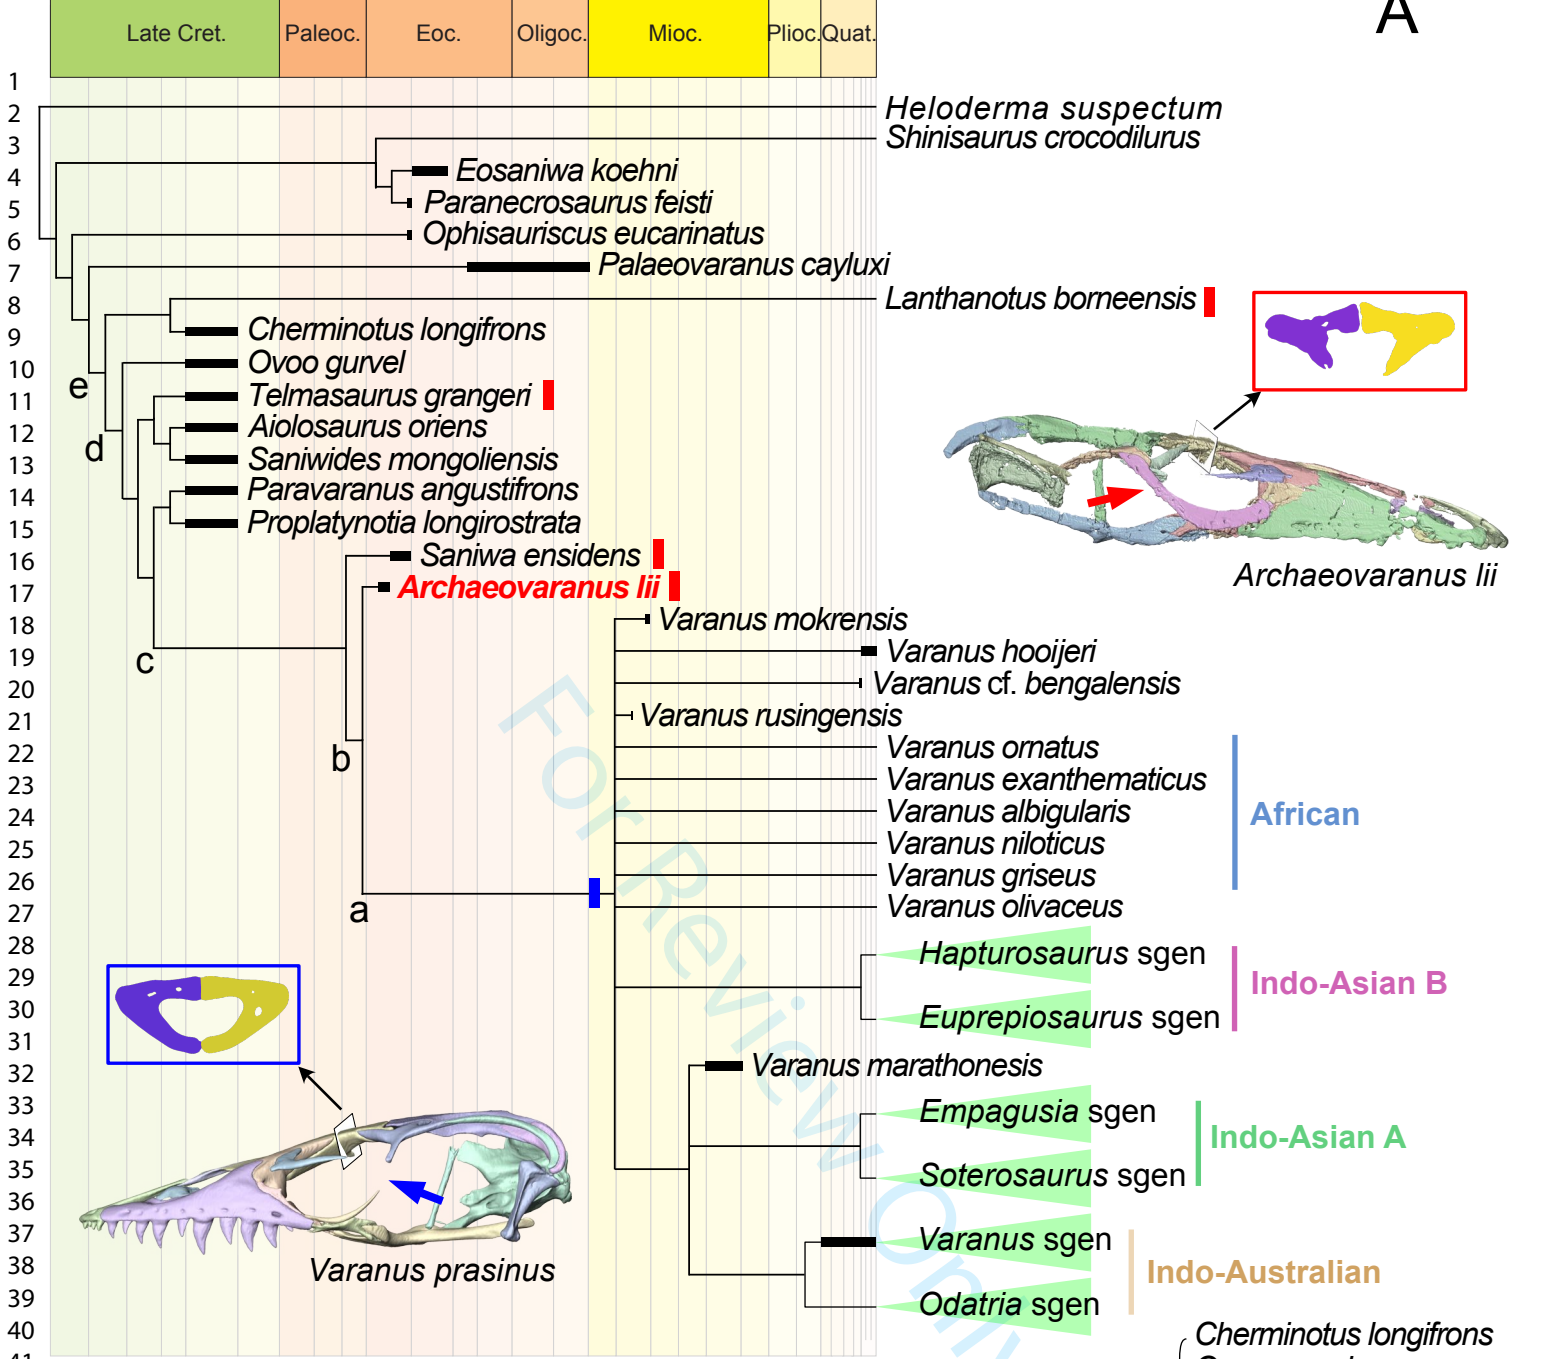 A
Late Cret. Paleoc. Eoc. Oligoc. Mioc. Plioc. Quat.
1
2 Heloderma suspectum
3 Shinisaurus crocodilurus
4 Eosaniwa koehni
5 Paranecrosaurus feisti
6 Ophisauriscus eucarinatus
7 Palaeovaranus cayluxi
8 Lanthanotus borneensis
9 Cherminotus longifrons
10 Ovoo gurvel
e
11 Telmasaurus grangeri
12 Aiolosaurus oriens
d
13 Saniwides mongoliensis
14 Paravaranus angustifrons
15 Proplatynotia longirostrata
16 Saniwa ensidens
Archaeovaranus lii
17 Archaeovaranus lii
18 Varanus mokrensis
19 Varanus hooijeri
c
20 Varanus cf. bengalensis
21 Varanus rusingensis
22 Varanus ornatus
b
23 Varanus exanthematicus
24 Varanus albigularis
African
25 Varanus niloticus
26 Varanus griseus
27 Varanus olivaceus
a
28 Hapturosaurus sgen
29
Indo-Asian B
30 Euprepiosaurus sgen
31
32 Varanus marathonesis
33 Empagusia sgen
34
Indo-Asian A
35 Soterosaurus sgen
36
37 Varanus sgen
38
Varanus prasinus
Indo-Australian
39 Odatria sgen
40
Cherminotus longifrons
For Review Only